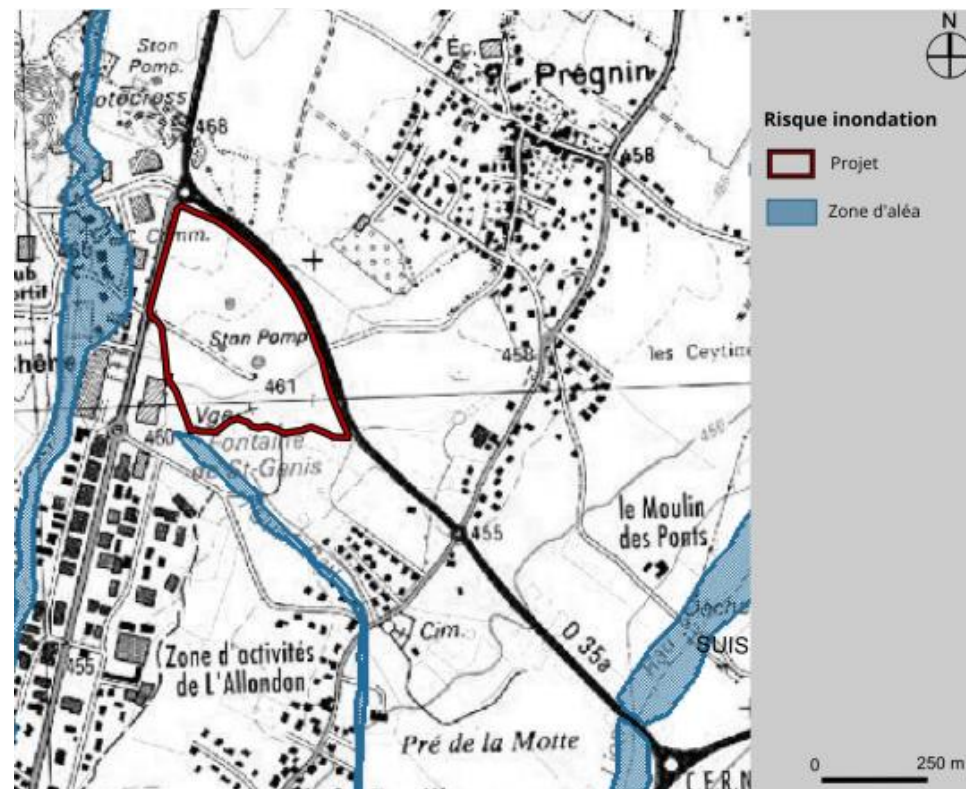 Ston
Pomp.
Éc.
Prégnin
468
458
C. Comm.
Ston Pomp
458
461
Vge
460
Fontaine
de St-Genis
455
le Moulin
des Ponts
SUIS
Cim.
D 35a
Zone d'activités
de L'Allondon
455
Pré de la Motte
C.E.R.N
N
Risque inondation
Projet
Zone d'aléa
0
250 m